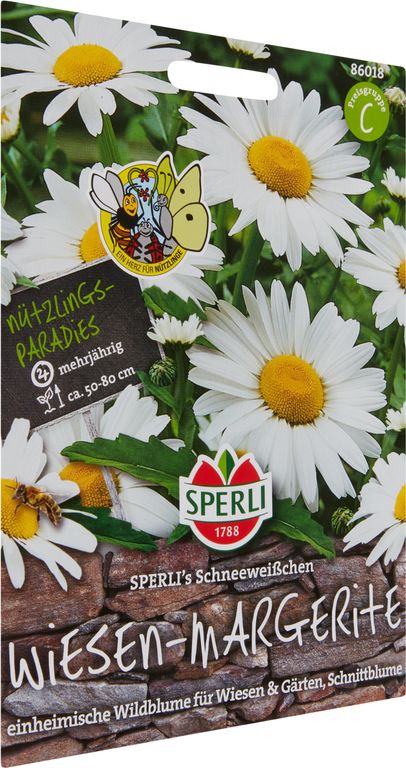 86018
Preisgruppe
C
EIN HERZ FÜR NÜTZLINGE
NÜTZLINGS-
PARADIES
mehrjährig
ca. 50-80 cm
SPERLI
1788
SPERLI's Schneeweißchen
WIESEN-MARGERITE
einheimische Wildblume für Wiesen & Gärten, Schnittblume